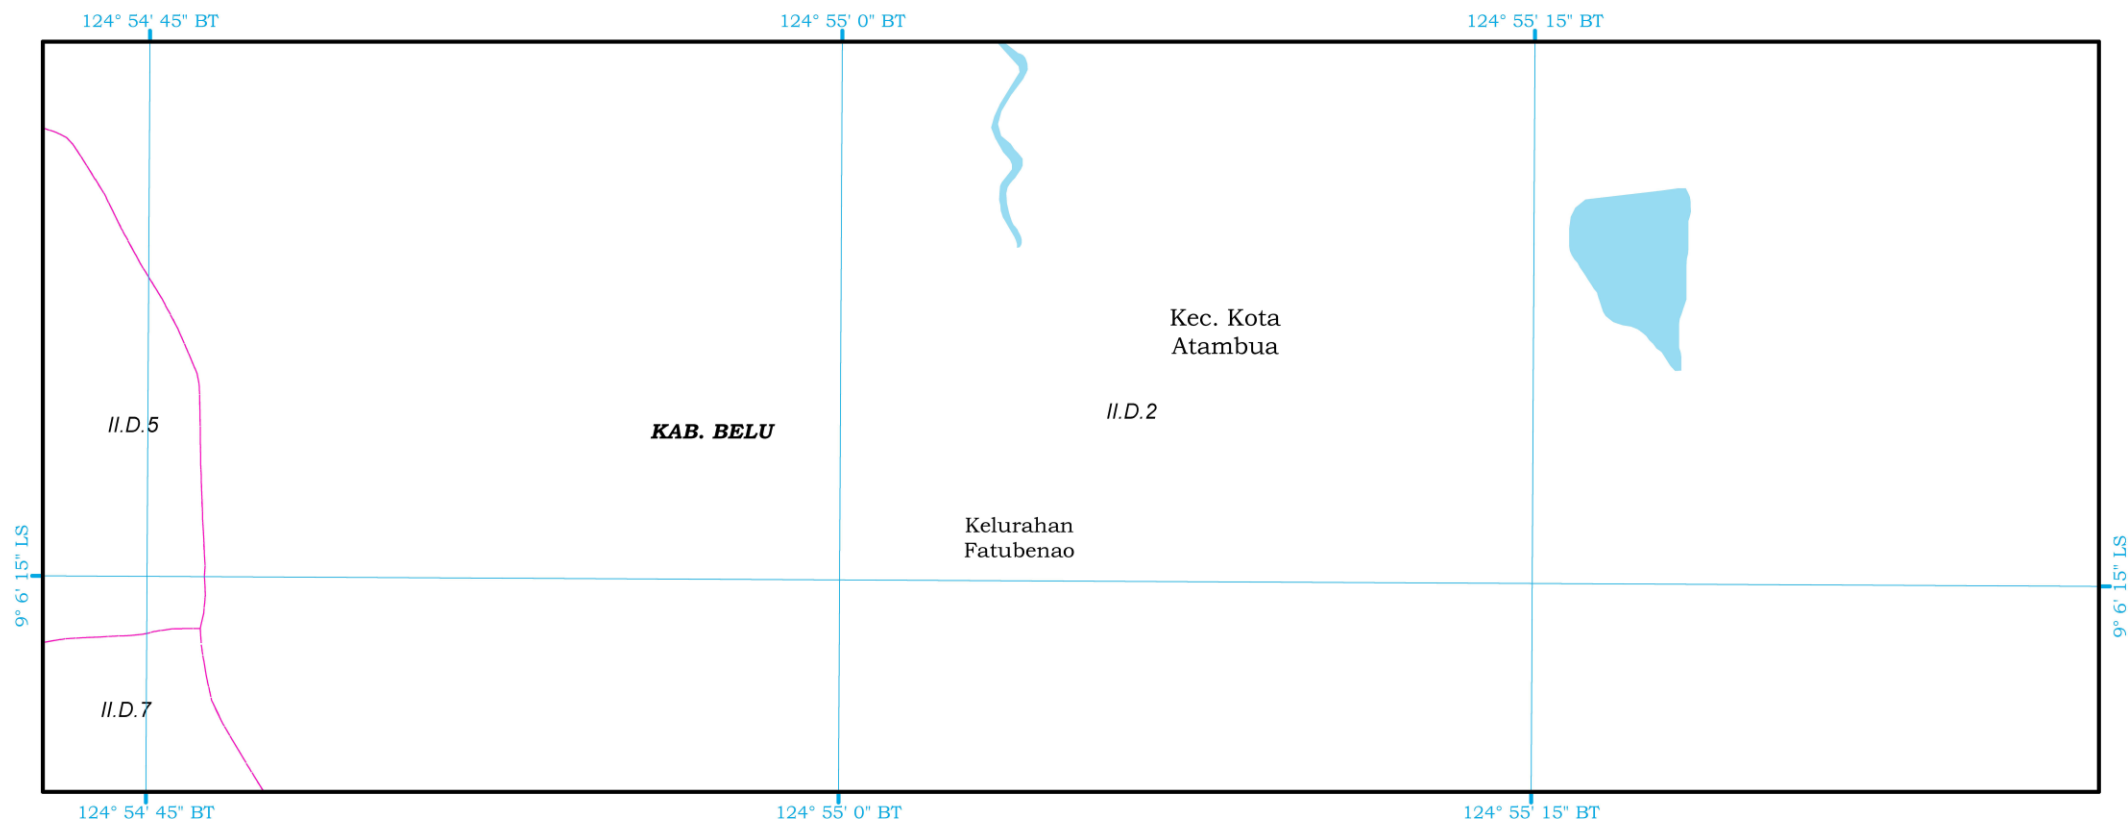 124° 54' 45" BT
124° 55' 0" BT
124° 55' 15" BT
Kec. Kota
Atambua
II.D.2
II.D.5
KAB. BELU
Kelurahan
Fatubenao
9° 6' 15" LS
9° 6' 15" LS
II.D.7
124° 54' 45" BT
124° 55' 0" BT
124° 55' 15" BT